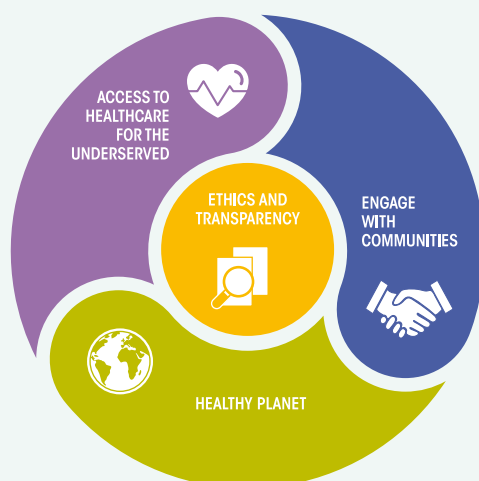 ACCESS TO
HEALTHCARE
FOR THE
UNDERSERVED
ETHICS AND
TRANSPARENCY
ENGAGE
WITH
COMMUNITIES
HEALTHY PLANET